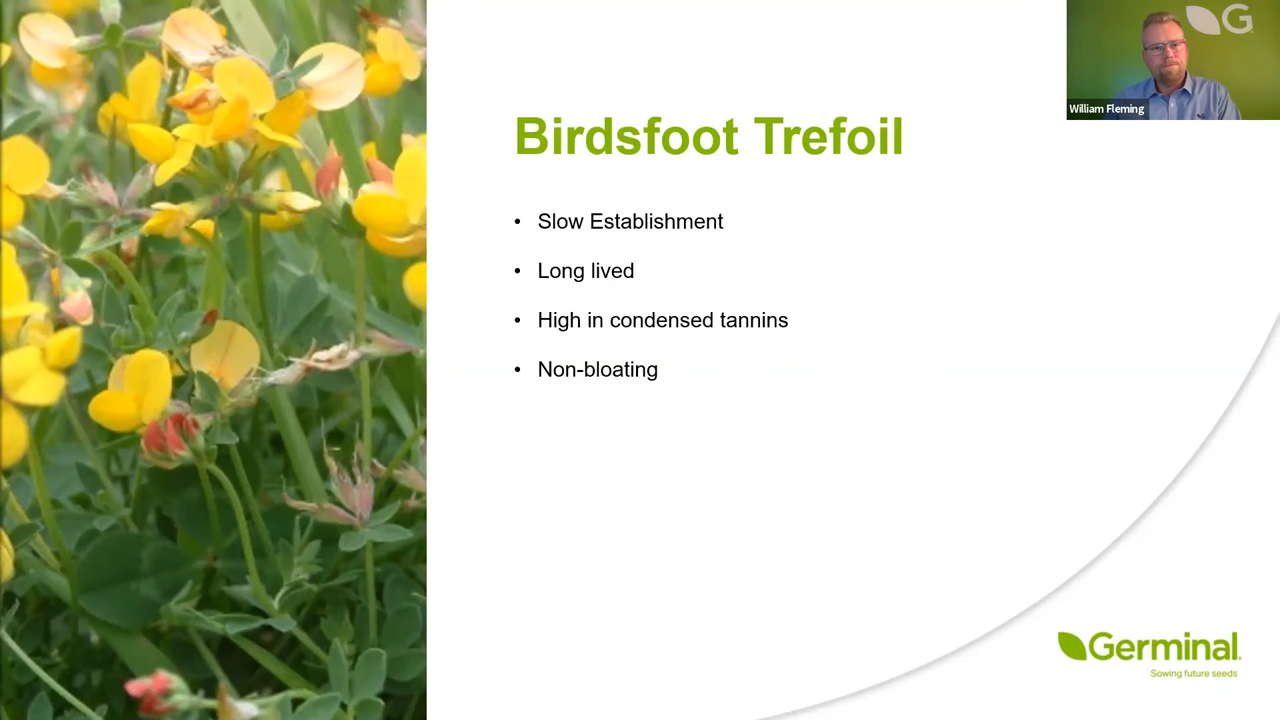 G
William Fleming
Birdsfoot Trefoil
• Slow Establishment
• Long lived
• High in condensed tannins
• Non-bloating
Germinal
Sowing future seeds